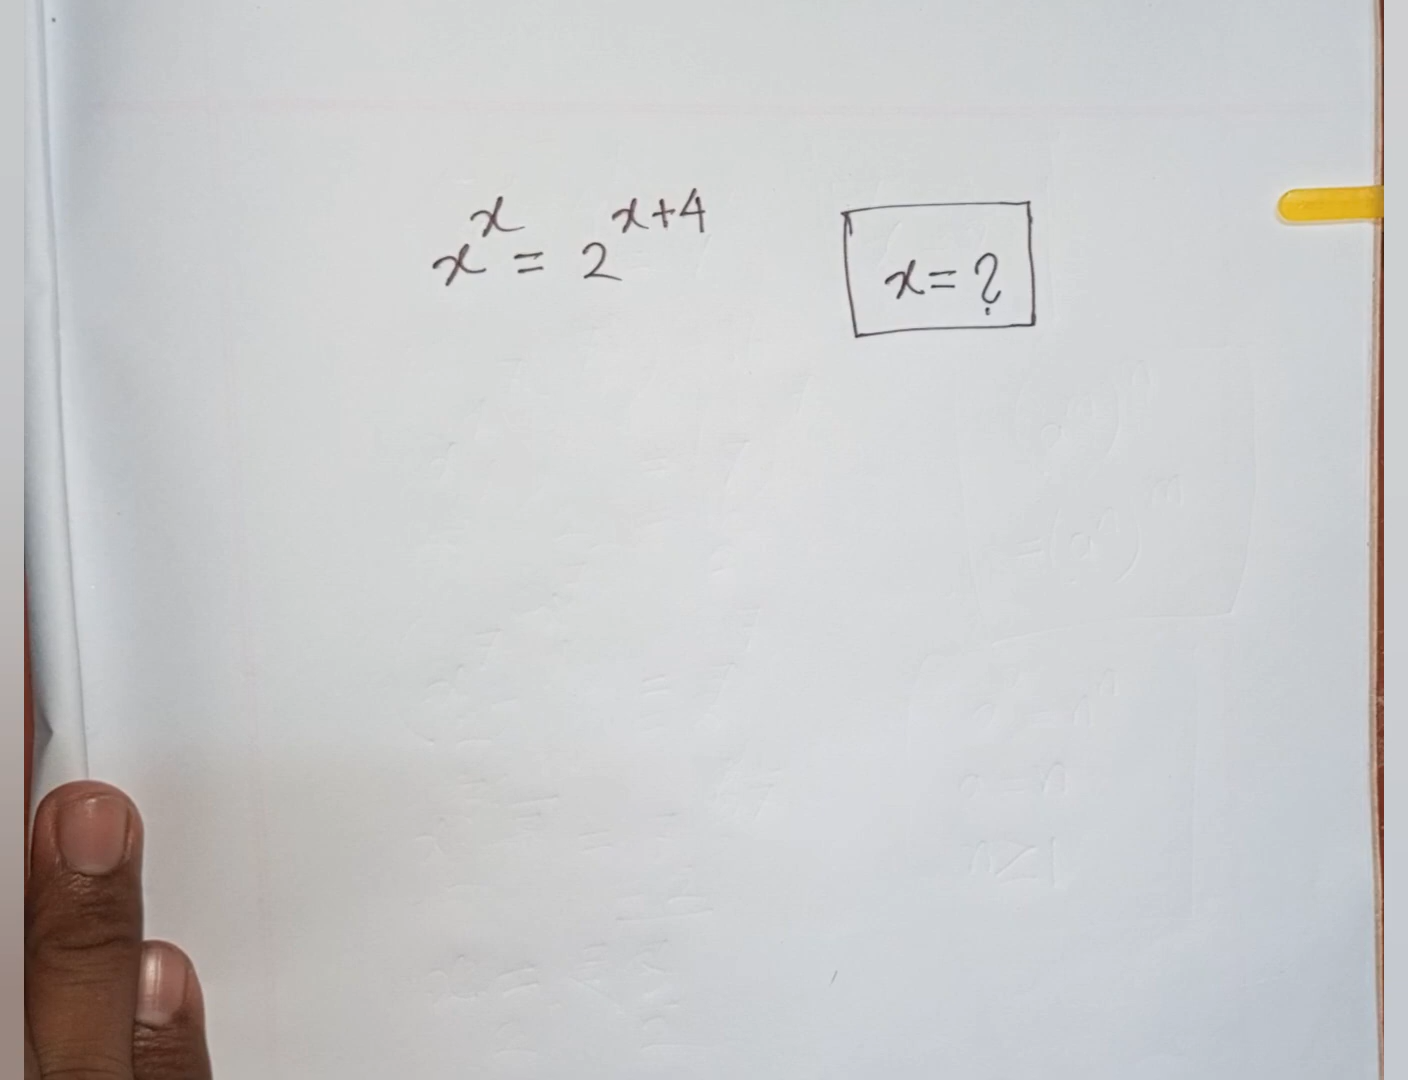 x^x = 2^{x+4}
x = ?